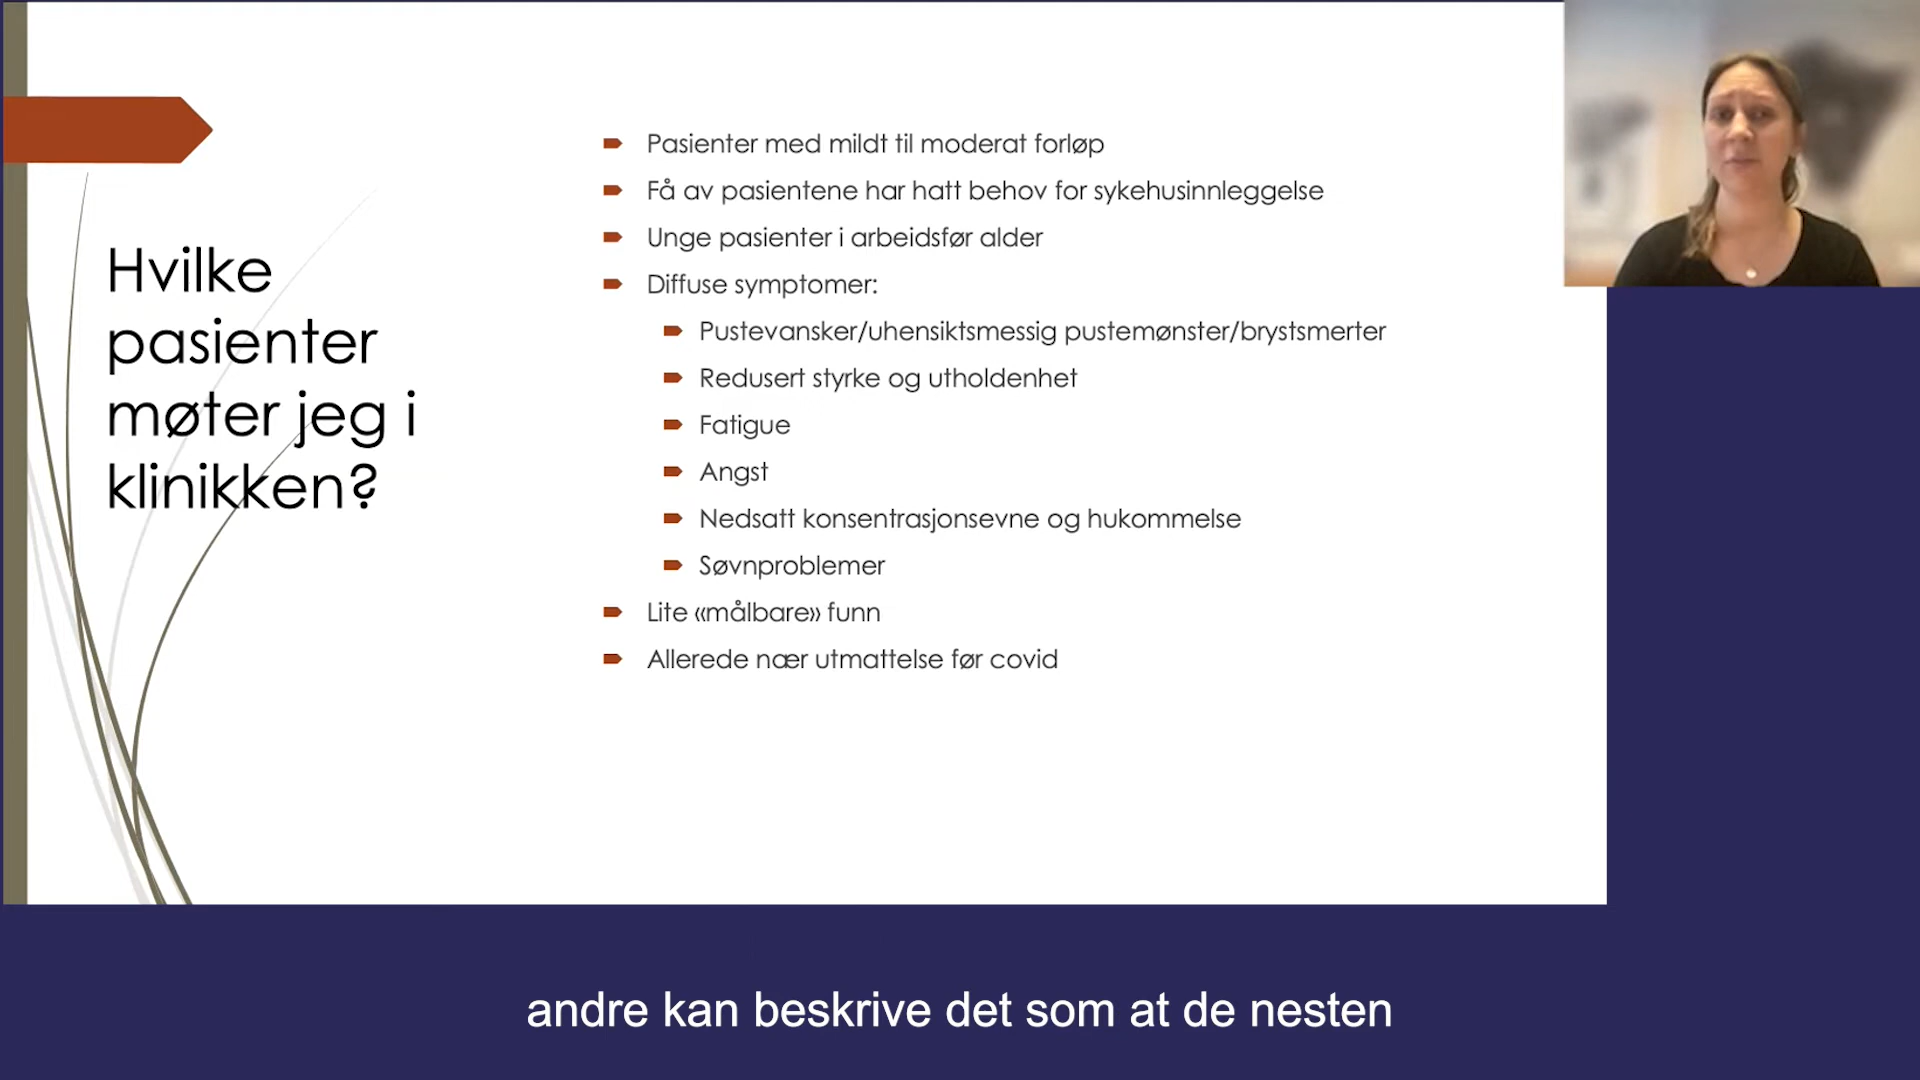 Hvilke
pasienter
møter jeg i
klinikken?
Pasienter med mildt til moderat forløp
Få av pasientene har hatt behov for sykehusinnleggelse
Unge pasienter i arbeidsfør alder
Diffuse symptomer:
Pustevansker/uhensiktsmessig pustemønster/brystsmerter
Redusert styrke og utholdenhet
Fatigue
Angst
Nedsatt konsentrasjonsevne og hukommelse
Søvnproblemer
Lite «målbare» funn
Allerede nær utmattelse før covid
andre kan beskrive det som at de nesten